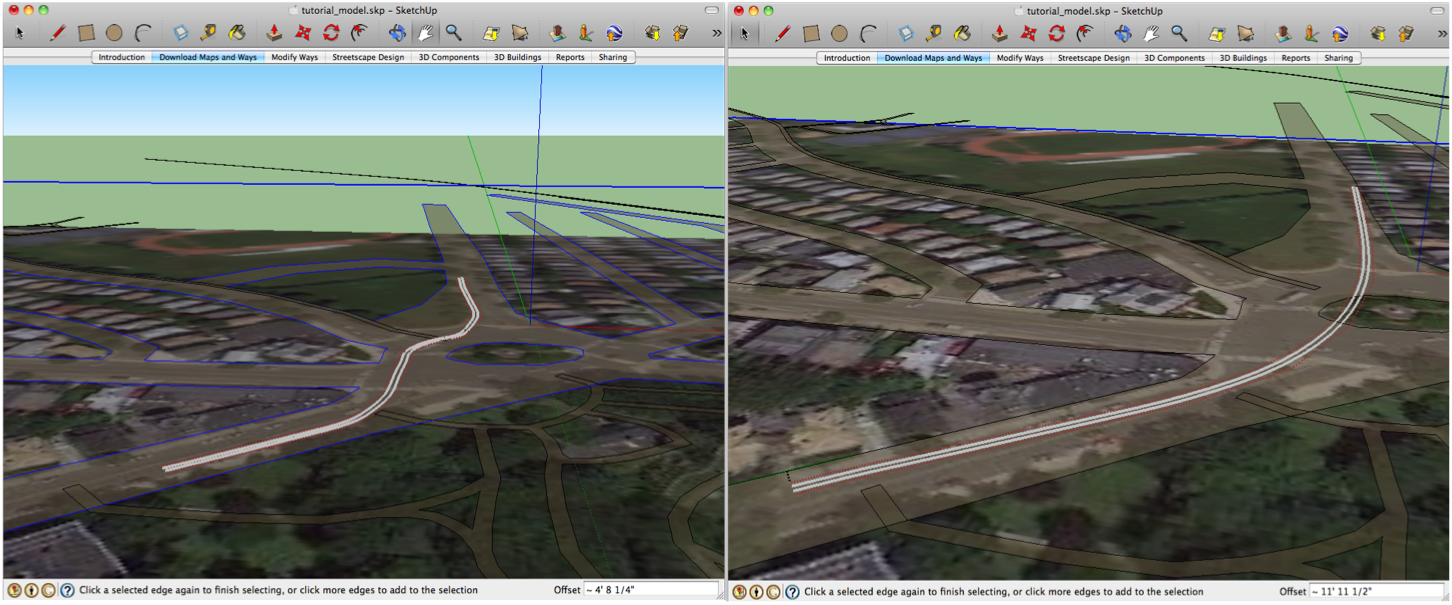 tutorial_model.skp - SketchUp
Introduction Download Maps and Ways Modify Ways Streetscape Design 3D Components 3D Buildings Reports Sharing
Click a selected edge again to finish selecting, or click more edges to add to the selection Offset ~ 4' 8 1/4"
tutorial_model.skp - SketchUp
Introduction Download Maps and Ways Modify Ways Streetscape Design 3D Components 3D Buildings Reports Sharing
Click a selected edge again to finish selecting, or click more edges to add to the selection Offset ~ 11' 11 1/2"